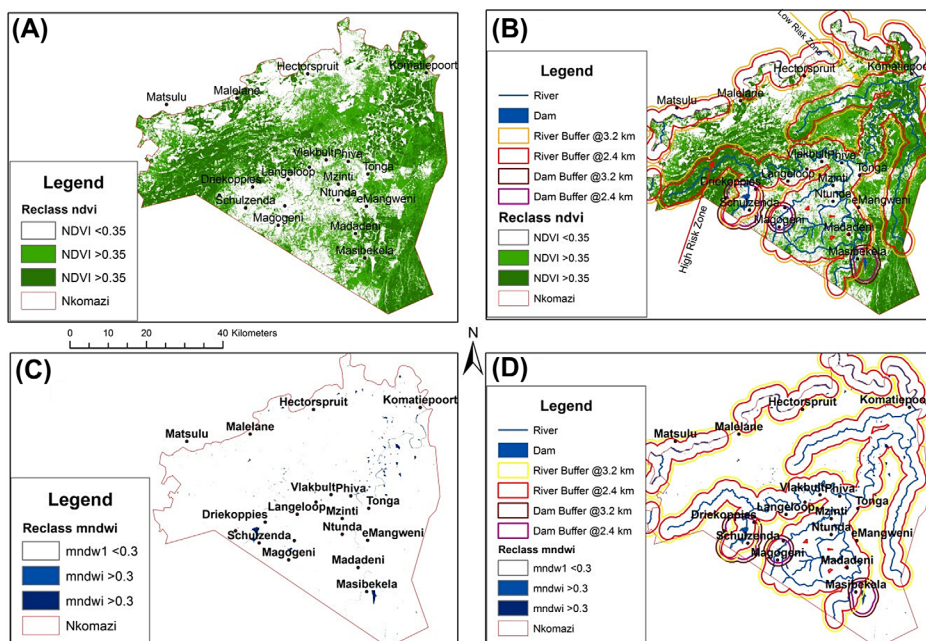 (A)
Hectorspruit
Komatiepoort
Malelane
Matsulu
Vlakbult Phiva
Tonga
Langeloop
Mzinti
Driekoppies
Ntunda
Schulzenda
eMangweni
Magogeni
Madadeni
Masibekela
Legend
Reclass ndvi
NDVI <0.35
NDVI >0.35
NDVI >0.35
Nkomazi
0 10 20 40 Kilometers
(B)
Low Risk Zone
Komatiepoort
Hectorspruit
Matsulu
Malelane
Vlakbult Phiva
Tonga
Langeloop
Mzinti
Driekoppies
Ntunda
Schulzenda
eMangweni
Magogeni
Madadeni
Masibekela
High Risk Zone
Legend
River
Dam
River Buffer @3.2 km
River Buffer @2.4 km
Dam Buffer @3.2 km
Dam Buffer @2.4 km
Reclass ndvi
NDVI <0.35
NDVI >0.35
NDVI >0.35
Nkomazi
N
(C)
Hectorspruit
Komatiepoort
Malelane
Matsulu
Vlakbult Phiva
Tonga
Langeloop
Mzinti
Driekoppies
Ntunda
Schulzenda
eMangweni
Magogeni
Madadeni
Masibekela
Legend
Reclass mndwi
mndw1 <0.3
mndwi >0.3
mndwi >0.3
Nkomazi
(D)
Hectorspruit
Komatiepoort
Malelane
Matsulu
Vlakbult Phiva
Tonga
Langeloop
Mzinti
Driekoppies
Ntunda
Schulzenda
eMangweni
Magogeni
Madadeni
Masibekela
Legend
River
Dam
River Buffer @3.2 km
River Buffer @2.4 km
Dam Buffer @3.2 km
Dam Buffer @2.4 km
Reclass mndwi
mndw1 <0.3
mndwi >0.3
mndwi >0.3
Nkomazi